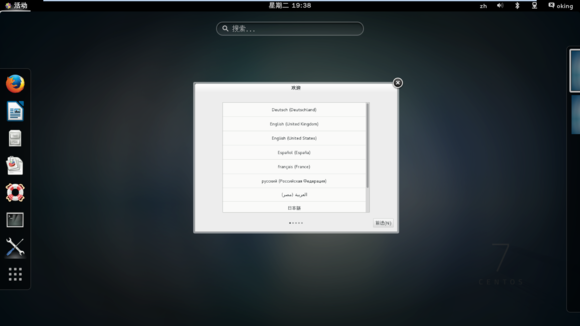 活动
星期二 19:38
zh
oking
搜索...
欢迎
Deutsch (Deutschland)
English (United Kingdom)
English (United States)
Español (España)
Français (France)
русский (Российская Федерация)
العربية (مصر)
日本語
前进(N)
7
CENTOS